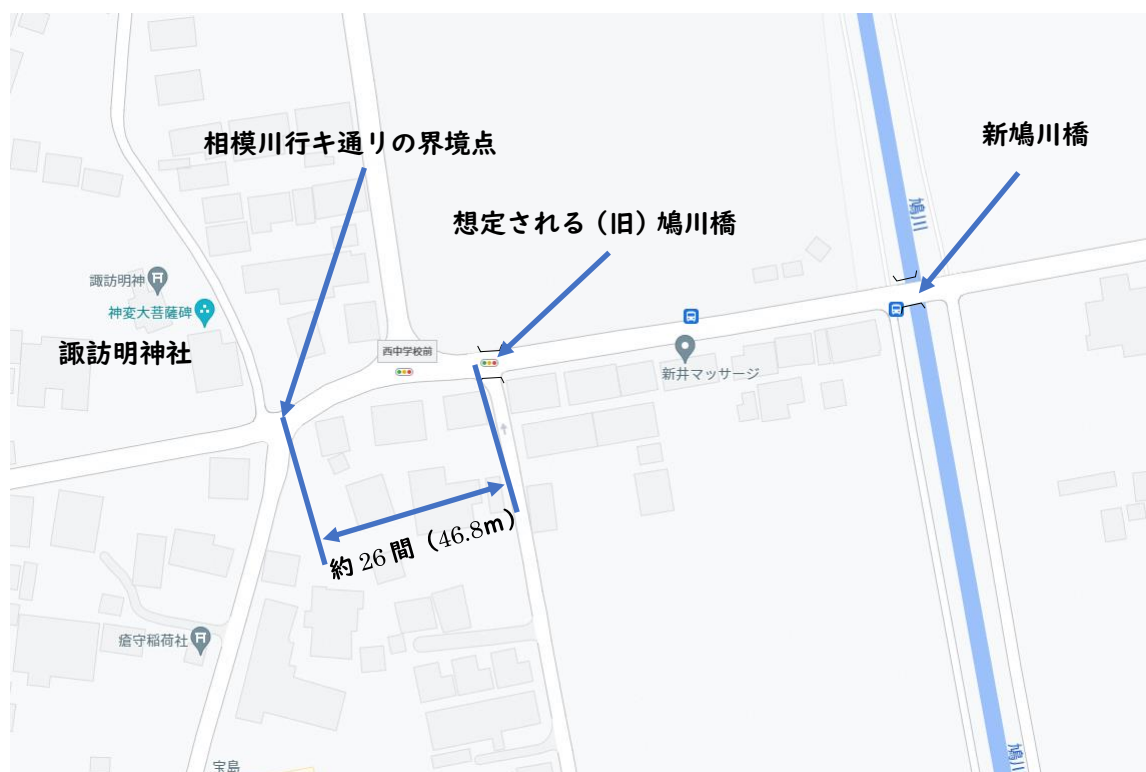 相模川行キ通りの界境点
新鳩川橋
想定される（旧）鳩川橋
鳩川
諏訪明神
神変大菩薩碑
諏訪明神社
西中学校前
新井マッサージ
約26間（46.8m）
瘡守稲荷社
宝島
鳩川